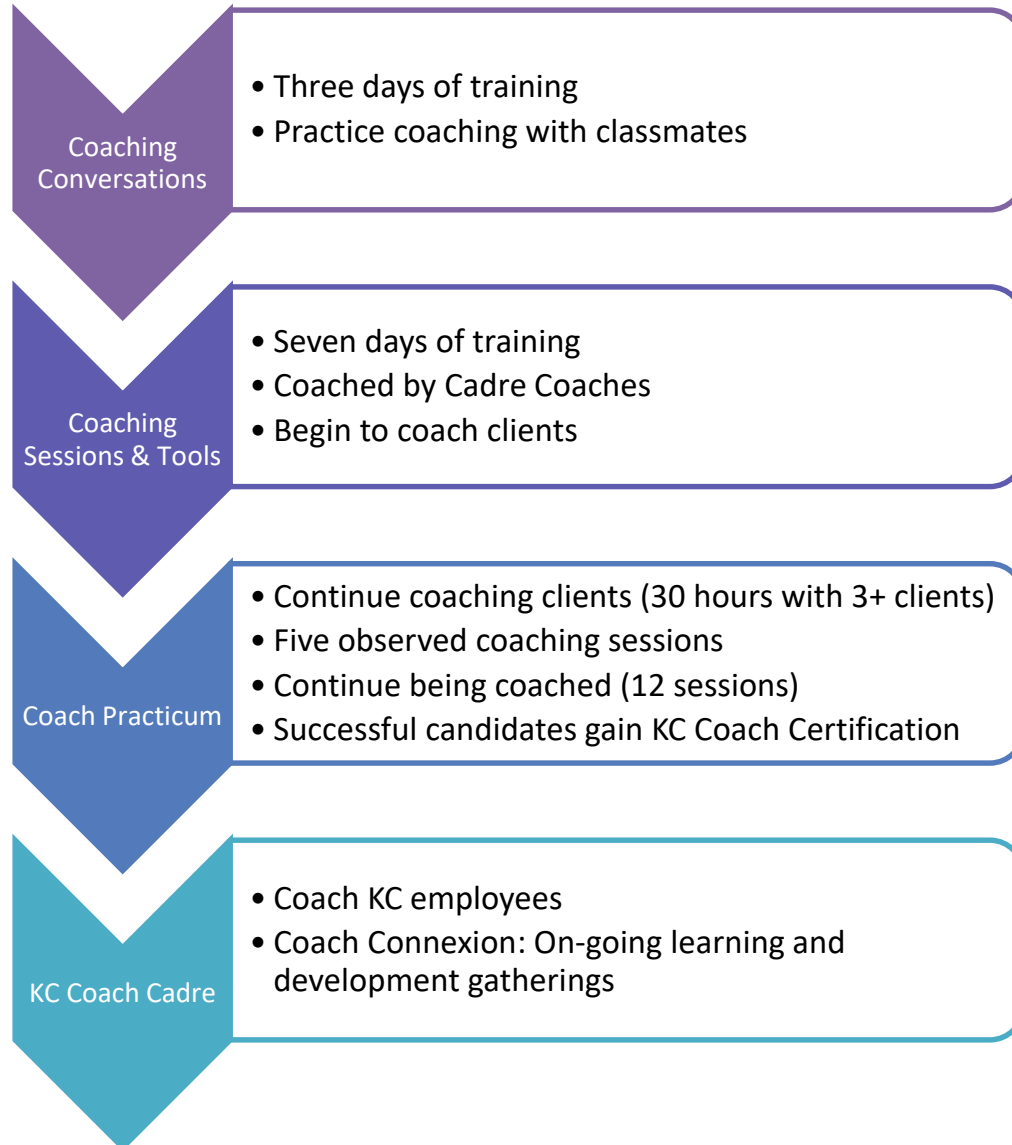 Coaching
Conversations
• Three days of training
• Practice coaching with classmates
Coaching
Sessions & Tools
• Seven days of training
• Coached by Cadre Coaches
• Begin to coach clients
Coach Practicum
• Continue coaching clients (30 hours with 3+ clients)
• Five observed coaching sessions
• Continue being coached (12 sessions)
• Successful candidates gain KC Coach Certification
KC Coach Cadre
• Coach KC employees
• Coach Connexion: On-going learning and
development gatherings